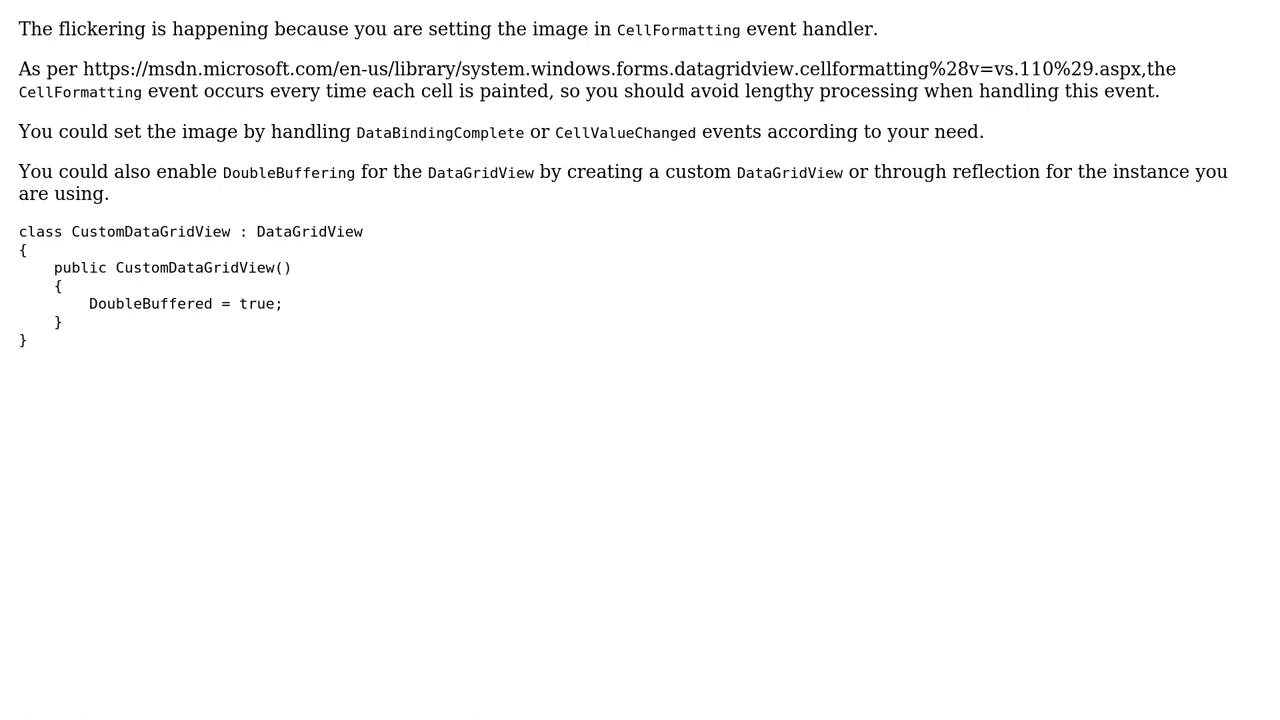 The flickering is happening because you are setting the image in CellFormatting event handler.
As per https://msdn.microsoft.com/en-us/library/system.windows.forms.datagridview.cellformatting%28v=vs.110%29.aspx,the
CellFormatting event occurs every time each cell is painted, so you should avoid lengthy processing when handling this event.
You could set the image by handling DataBindingComplete or CellValueChanged events according to your need.
You could also enable DoubleBuffering for the DataGridView by creating a custom DataGridView or through reflection for the instance you
are using.
class CustomDataGridView : DataGridView
{
    public CustomDataGridView()
    {
        DoubleBuffered = true;
    }
}